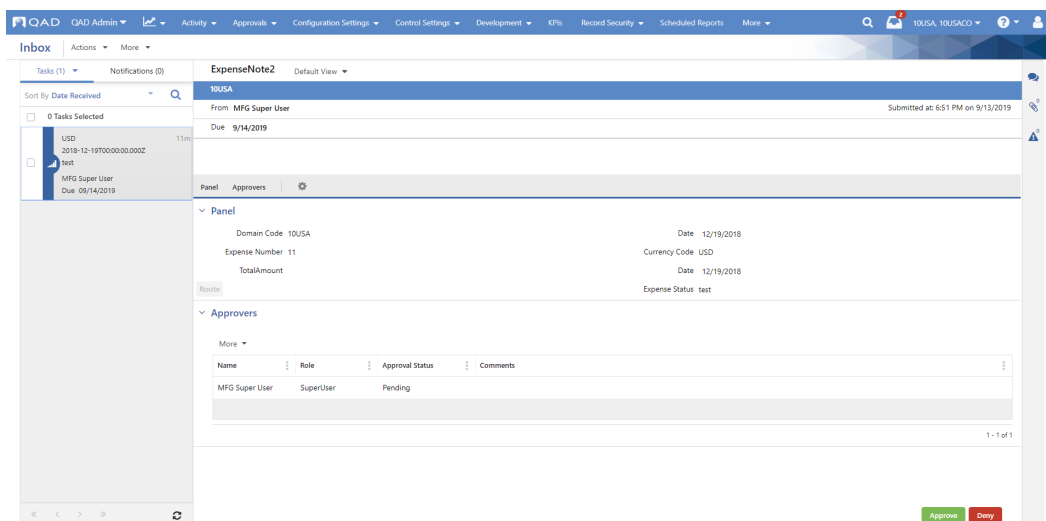 QAD QAD Admin Activity Approvals Configuration Settings Control Settings Development KPIs Record Security Scheduled Reports More 2 10USA, 10USACO ?
Inbox Actions More
Tasks (1) Notifications (0)
Sort By Date Received
0 Tasks Selected
USD 11m
2018-12-19T00:00:00.000Z
test
MFG Super User
Due 09/14/2019
ExpenseNote2 Default View
10USA
From MFG Super User Submitted at: 6:51 PM on 9/13/2019
Due 9/14/2019
0
0
Panel Approvers
Panel
Domain Code 10USA Date 12/19/2018
Expense Number 11 Currency Code USD
TotalAmount Date 12/19/2018
Route Expense Status test
Approvers
More
Name Role Approval Status Comments
MFG Super User SuperUser Pending
1 - 1 of 1
Approve Deny